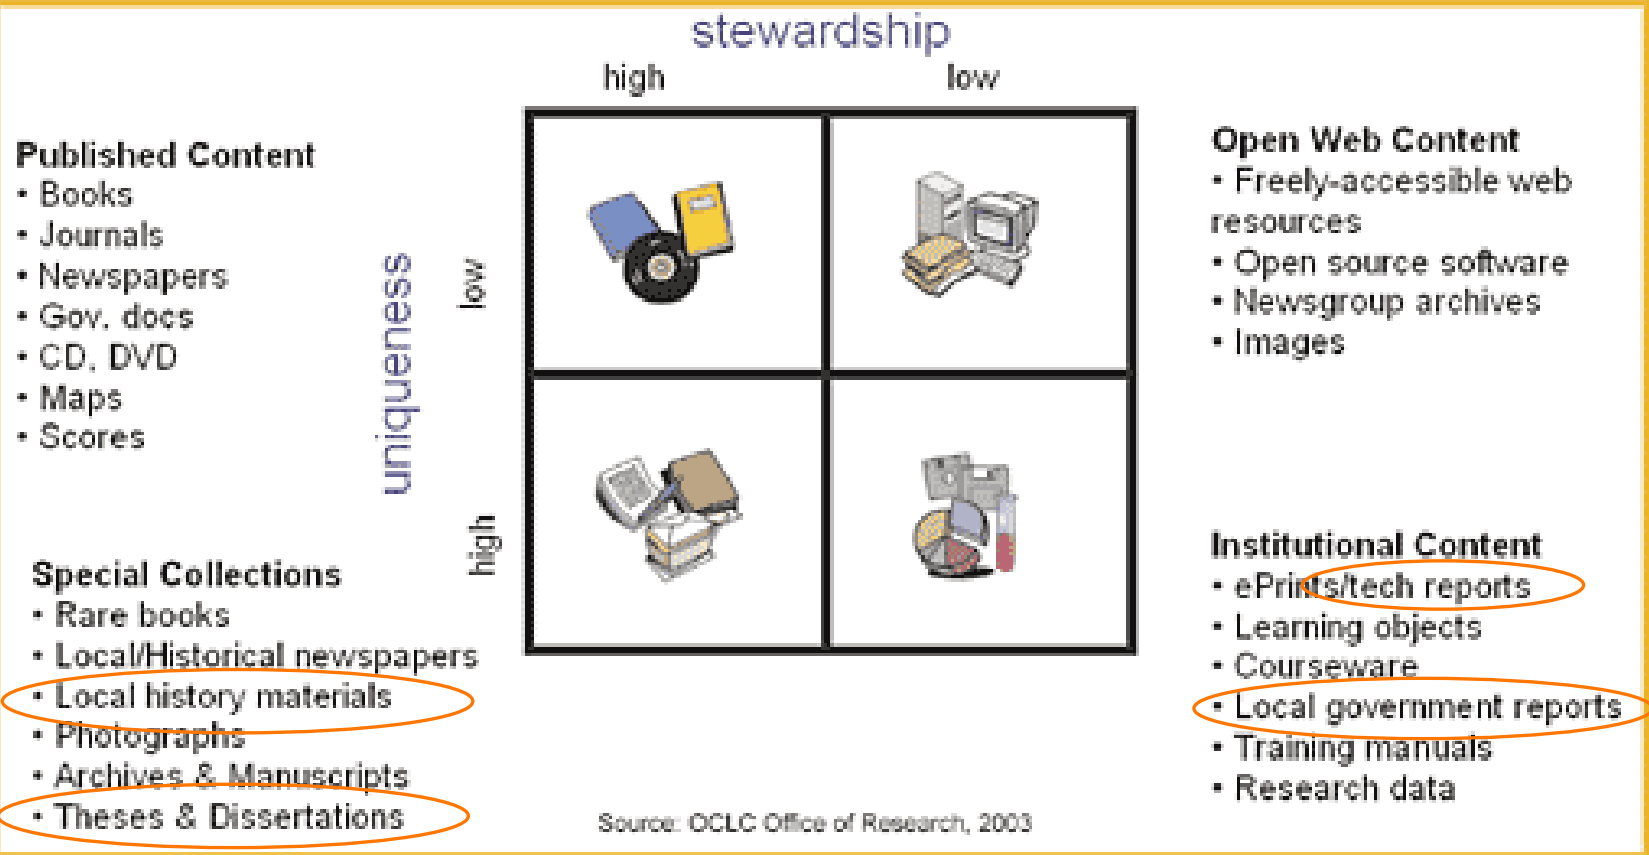 stewardship
high
low
Published Content
• Books
• Journals
• Newspapers
• Gov. docs
• CD, DVD
• Maps
• Scores
uniqueness
low
high
Open Web Content
• Freely-accessible web
resources
• Open source software
• Newsgroup archives
• Images
Special Collections
• Rare books
• Local/Historical newspapers
• Local history materials
• Photographs
• Archives & Manuscripts
• Theses & Dissertations
Institutional Content
• ePrints/tech reports
• Learning objects
• Courseware
• Local government reports
• Training manuals
• Research data
Source: OCLC Office of Research, 2003